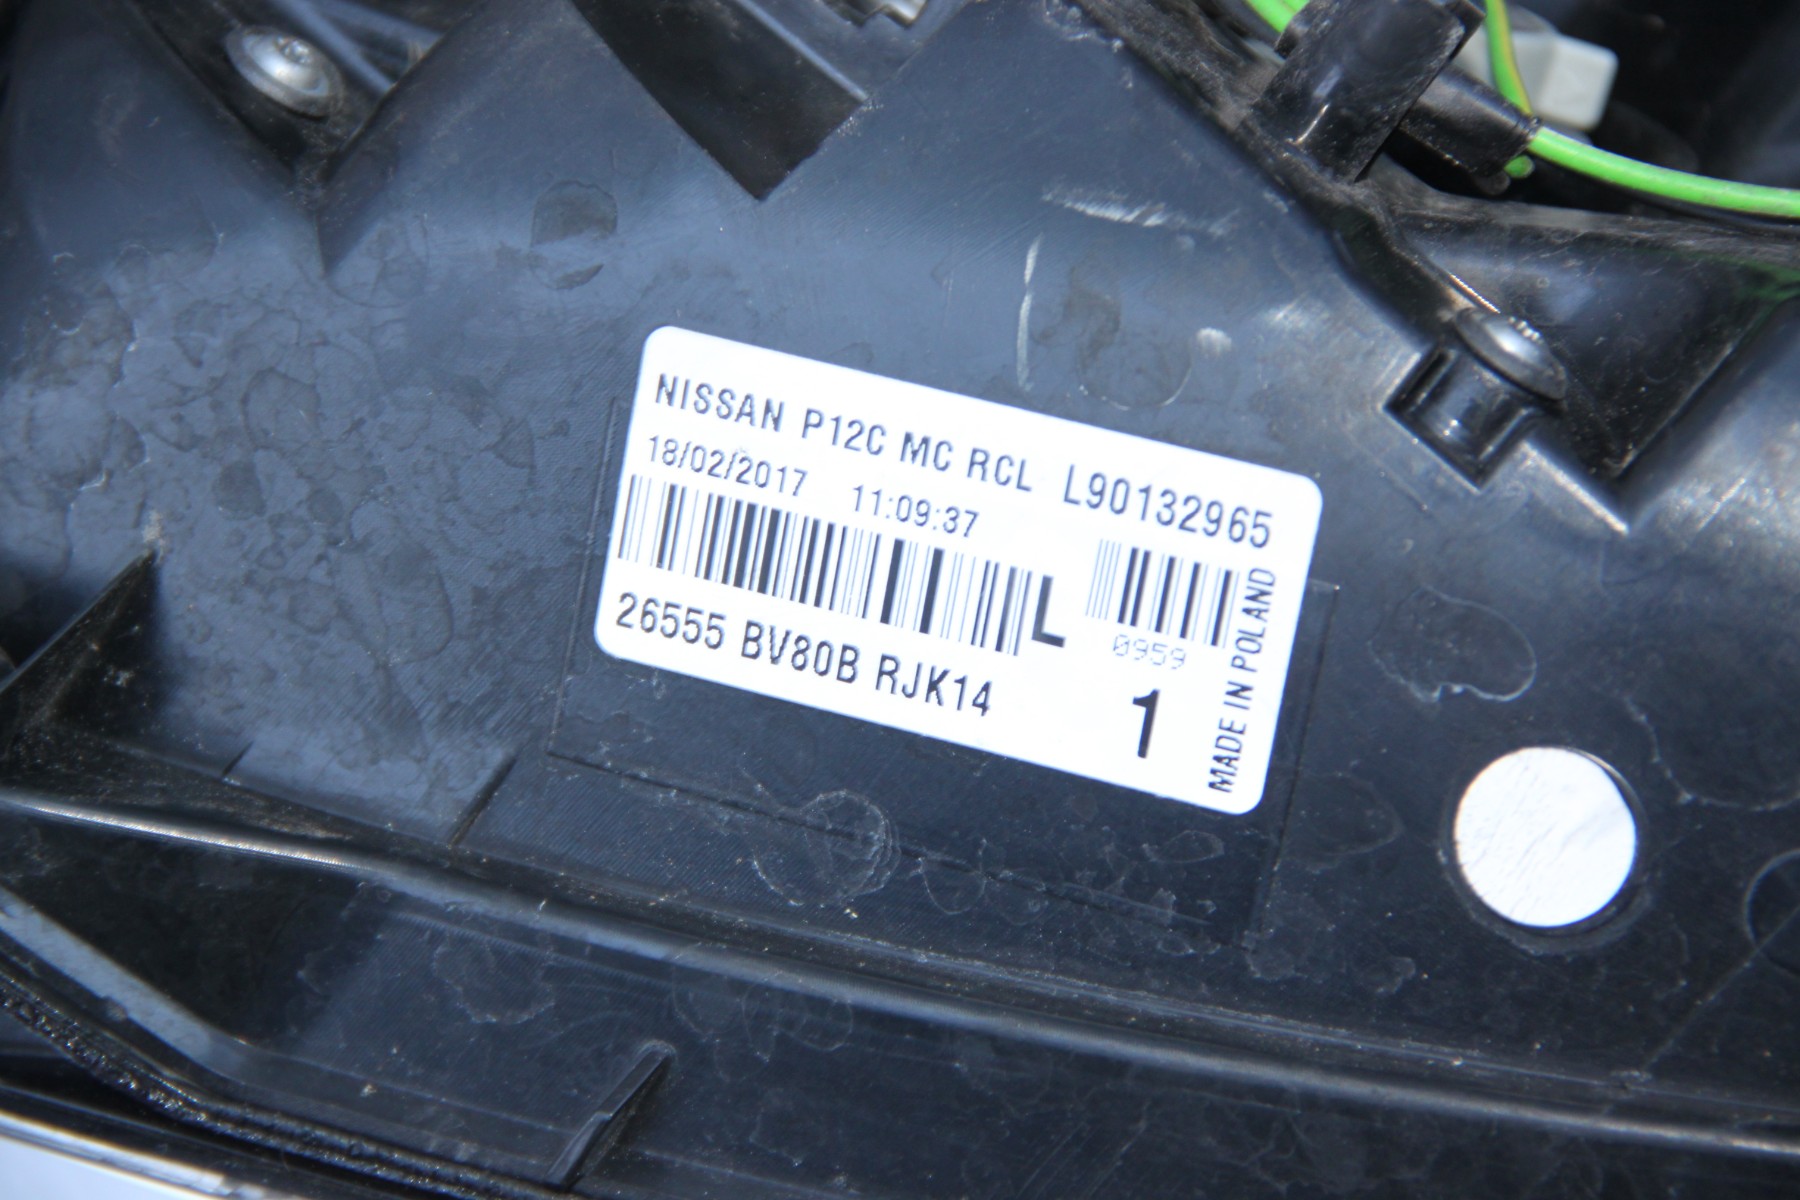 NISSAN P12C MC RCL L90132965
18/02/2017 11:09:37
L
0959
26555 BV80B RJK14
1
MADE IN POLAND